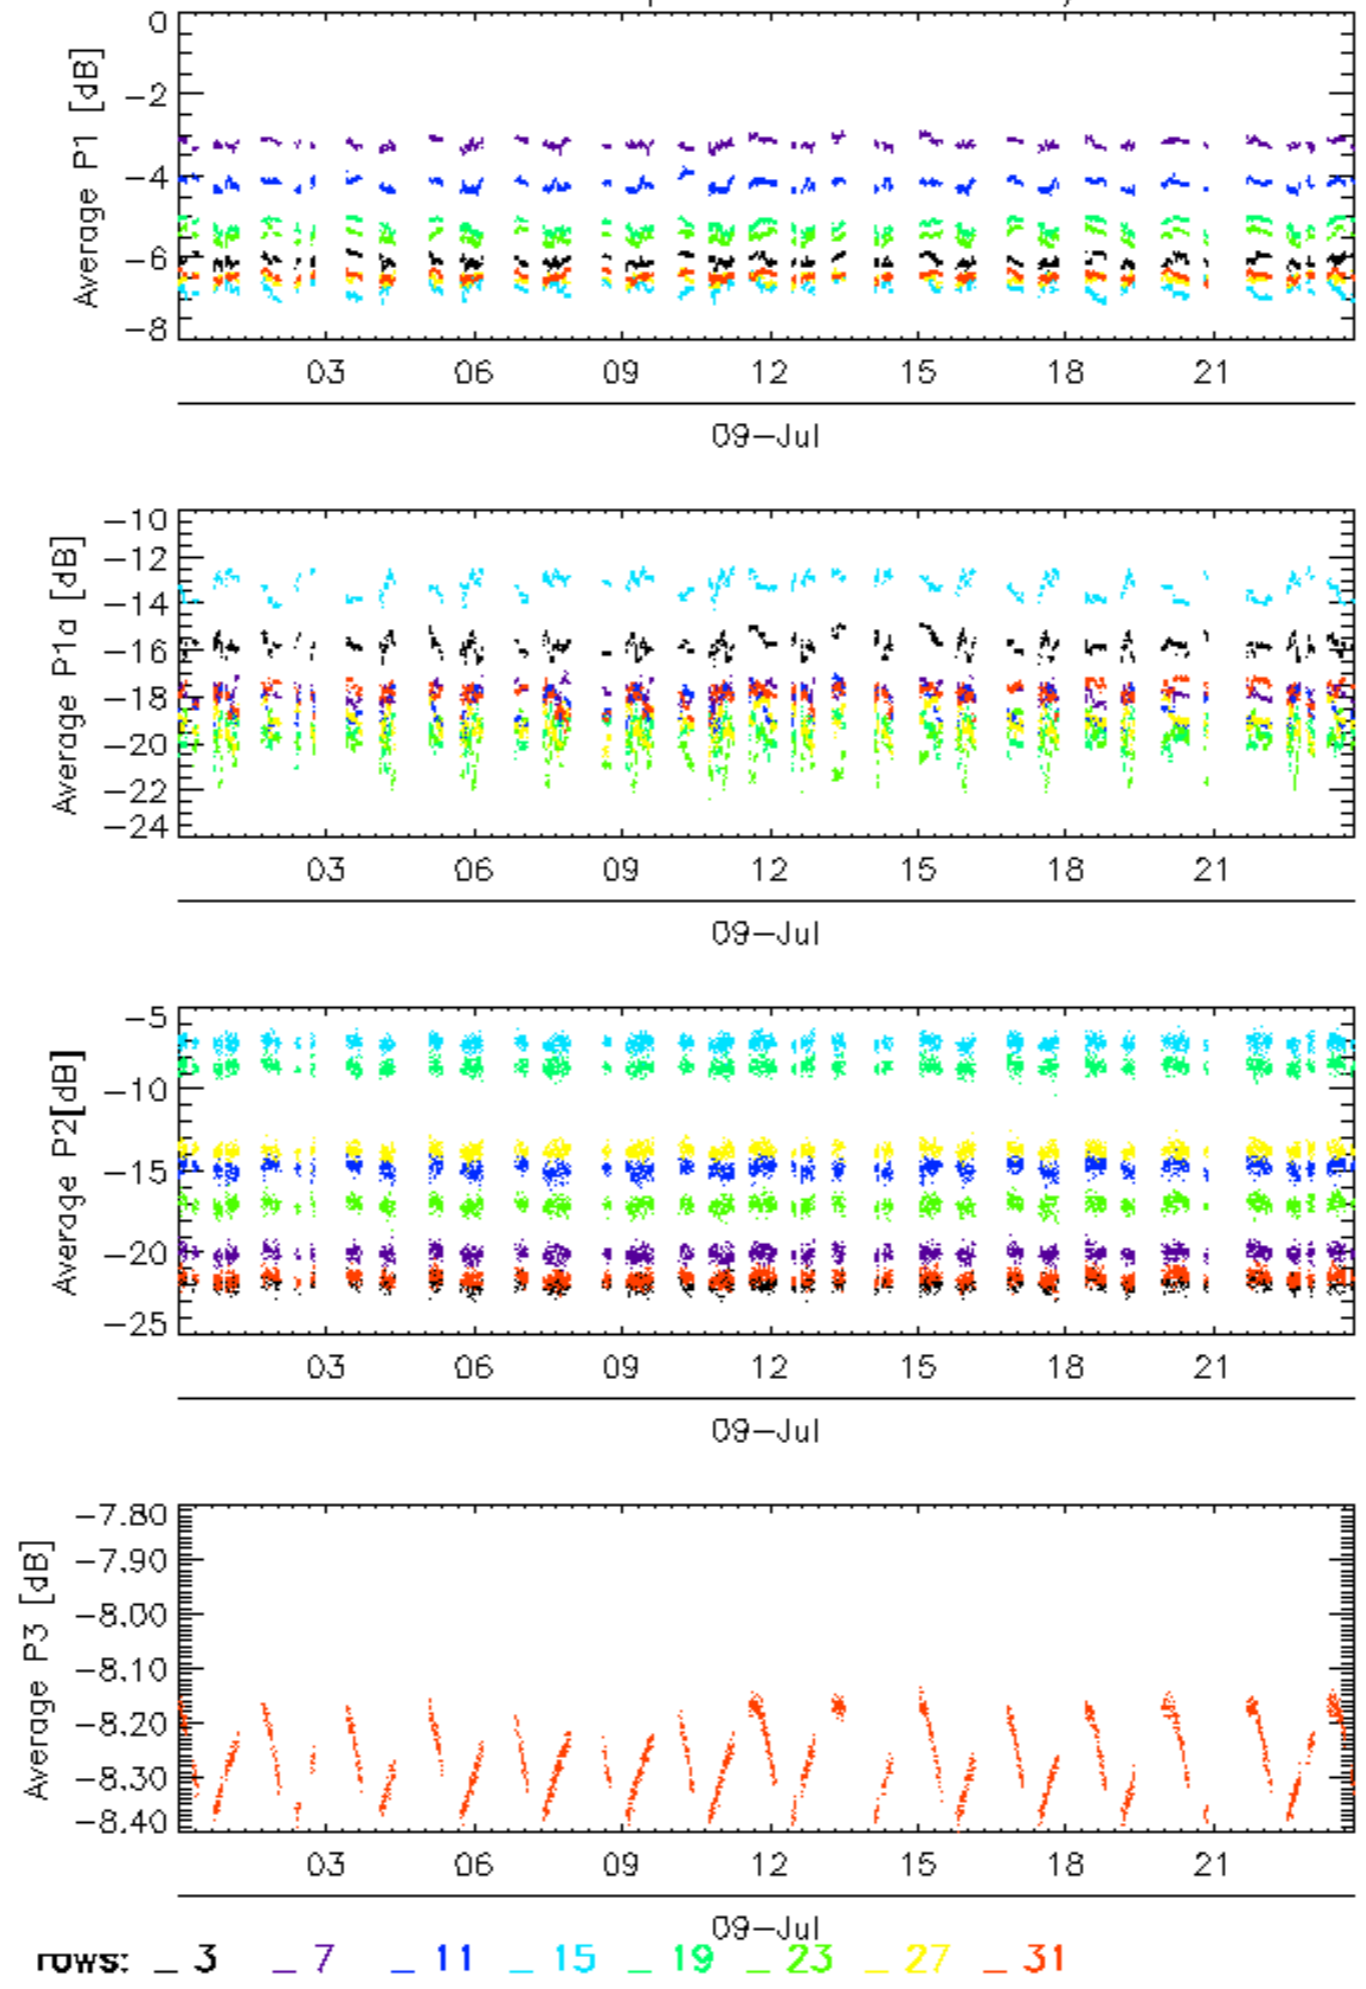 Average P1 [dB]
0
−2
−4
−6
−8
03 06 09 12 15 18 21
09−Jul
Average P1a [dB]
−10
−12
−14
−16
−18
−20
−22
−24
03 06 09 12 15 18 21
09−Jul
Average P2[dB]
−5
−10
−15
−20
−25
03 06 09 12 15 18 21
09−Jul
Average P3 [dB]
−7.80
−7.90
−8.00
−8.10
−8.20
−8.30
−8.40
03 06 09 12 15 18 21
09−Jul
rows: _ 3 _ 7 _ 11 _ 15 _ 19 _ 23 _ 27 _ 31